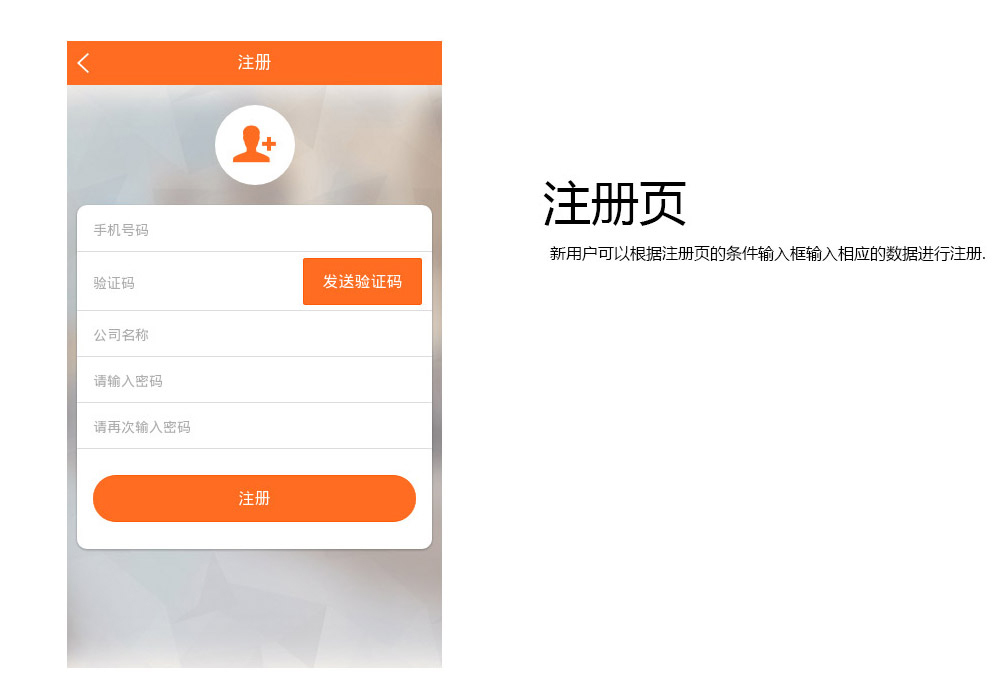 注册
手机号码
验证码
发送验证码
公司名称
请输入密码
请再次输入密码
注册
注册页
新用户可以根据注册页的条件输入框输入相应的数据进行注册.